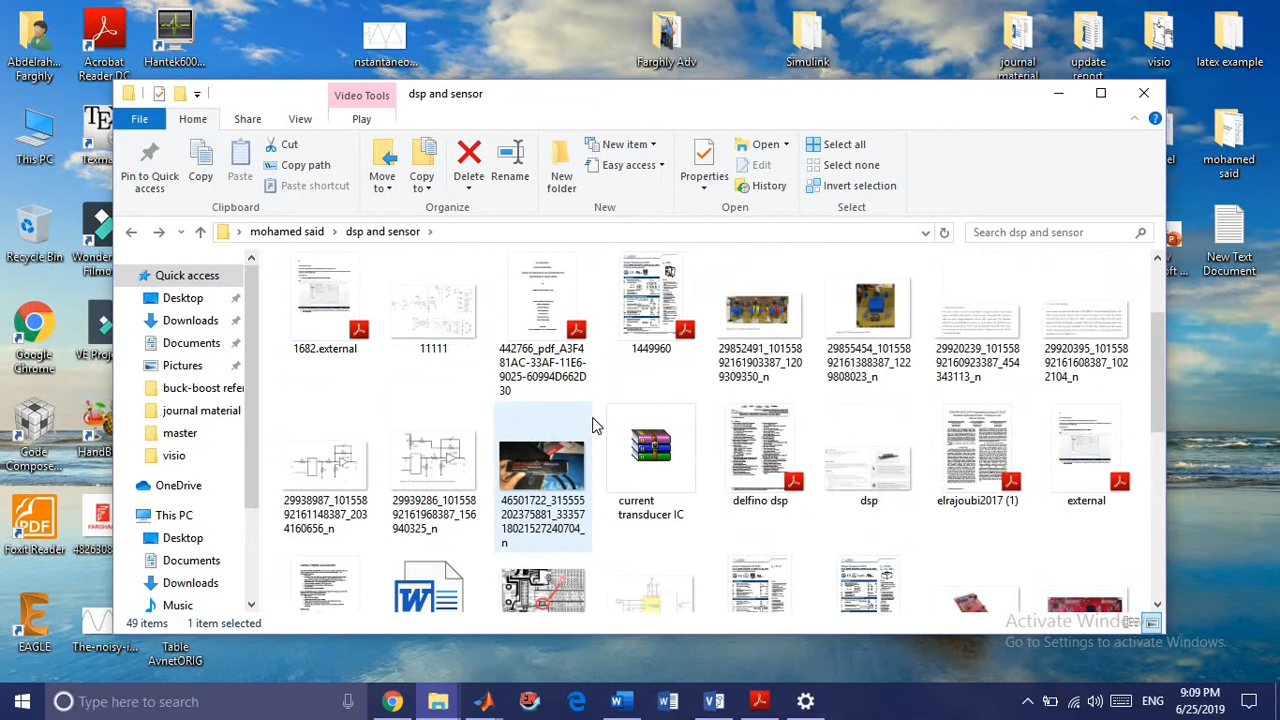 Abdelrah...
Farghly
Acrobat
Reader DC
Hantek600...
nstantaneo...
Farghly Adv
Simulink
journal
material
update
report
visio
latex example
Video Tools
dsp and sensor
File
Home
Share
View
Play
Pin to Quick
access
Copy
Paste
Cut
Copy path
Paste shortcut
Clipboard
Move
to
Copy
to
Delete
Rename
Organize
New
folder
New item
Easy access
New
Properties
Open
Edit
History
Open
Select all
Select none
Invert selection
Select
mohamed said
dsp and sensor
Search dsp and sensor
Quick access
Desktop
Downloads
Documents
Pictures
buck-boost refer
journal material
master
visio
OneDrive
This PC
Desktop
Documents
Downloads
Music
1682.external
1111
442766_pdf_A3F4
81AC-33AF-11E6-
9025-60994D662D
30
1449960
29852491_101558
92161903387_120
9309350_n
29855454_101558
92161388387_122
9808023_n
29920239_101558
92160923387_454
343113_n
29920395_101558
92161608387_102
2104_n
29938987_101558
92161148387_203
4160656_n
29939286_101558
92161968387_156
940325_n
46501722_315555
202375881_33357
18021527240704_
n
current
transducer IC
delfino dsp
dsp
elrajoubi2017 (1)
external
49 items
1 item selected
This PC
Texma
Recycle Bin
Wonder
Filmo
Google
Chrome
VE Proj
Code
Compose...
HandB
Foxit Reader
4826308
EAGLE
The-noisy-i...
Table
AvnetORIG
mohamed
said
New Text
Document
Activate Windows
Go to Settings to activate Windows.
Type here to search
ENG
9:09 PM
6/25/2019